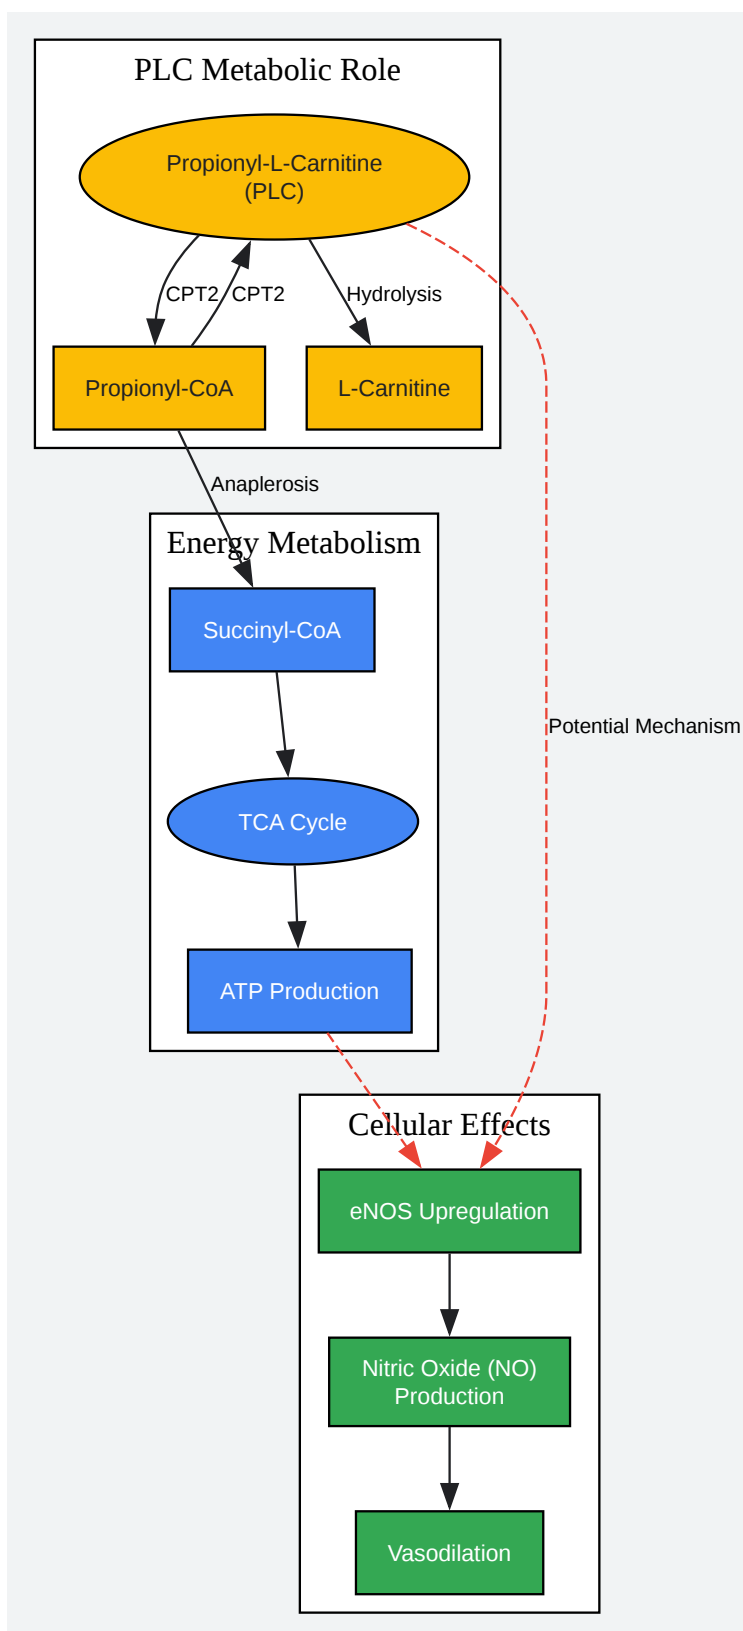 PLC Metabolic Role
Propionyl-L-Carnitine
(PLC)
CPT2
CPT2
Hydrolysis
Propionyl-CoA
L-Carnitine
Anaplerosis
Energy Metabolism
Succinyl-CoA
Potential Mechanism
TCA Cycle
ATP Production
Cellular Effects
eNOS Upregulation
Nitric Oxide (NO)
Production
Vasodilation